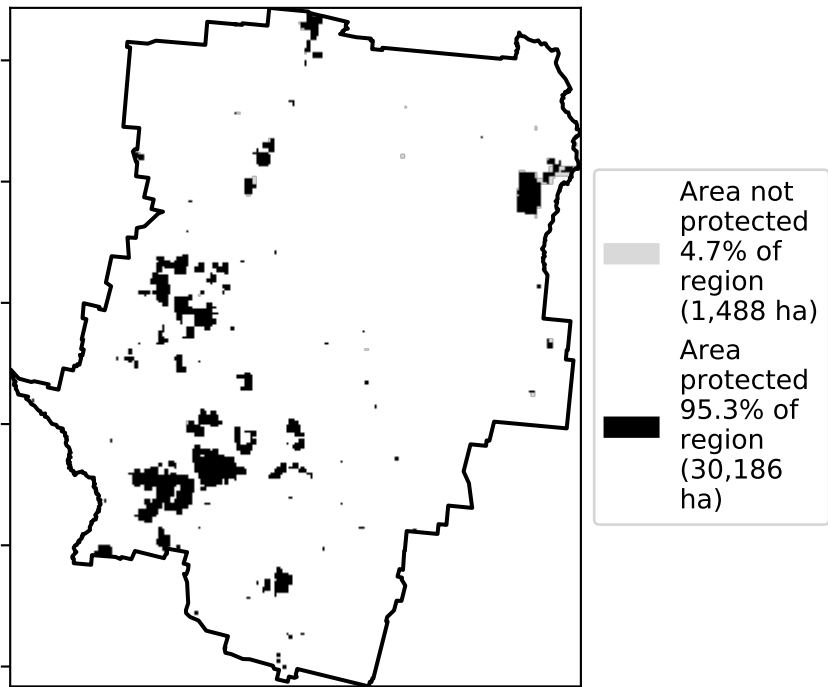 Area not
protected
4.7% of
region
(1,488 ha)
Area
protected
95.3% of
region
(30,186
ha)